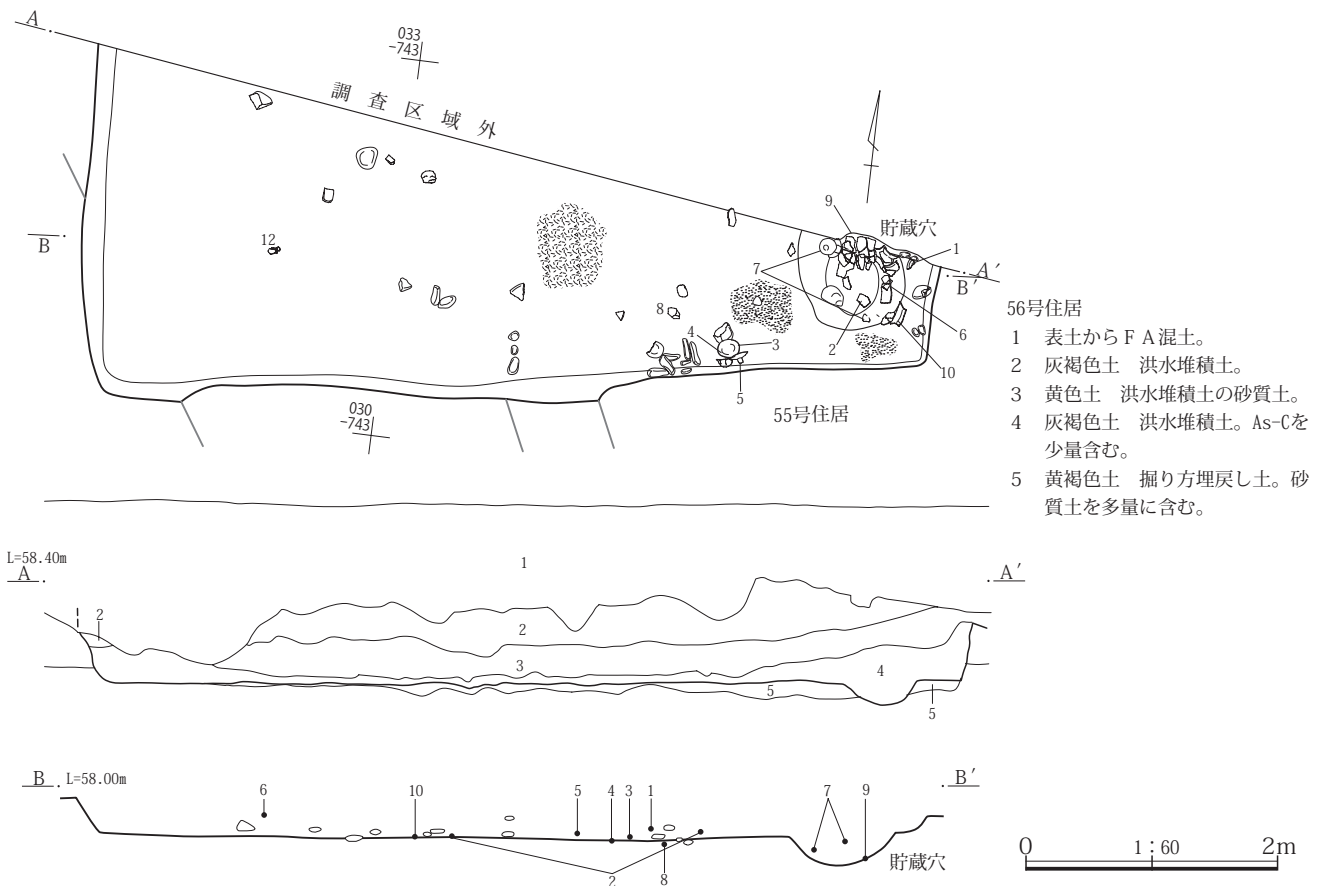 A
033
-743
調査区域外
9
貯蔵穴
1
A′
B′
B
12
7
8
4
3
2
6
10
5
55号住居
030
-743
56号住居
1 表土からＦＡ混土。
2 灰褐色土 洪水堆積土。
3 黄色土 洪水堆積土の砂質土。
4 灰褐色土 洪水堆積土。As-Cを
少量含む。
5 黄褐色土 掘り方埋戻し土。砂
質土を多量に含む。
L=58.40m
A
1
A′
2
2
3
4
5
5
B
L=58.00m
B′
6
10
5
4
3
1
7
9
2
8
貯蔵穴
0
1：60
2m